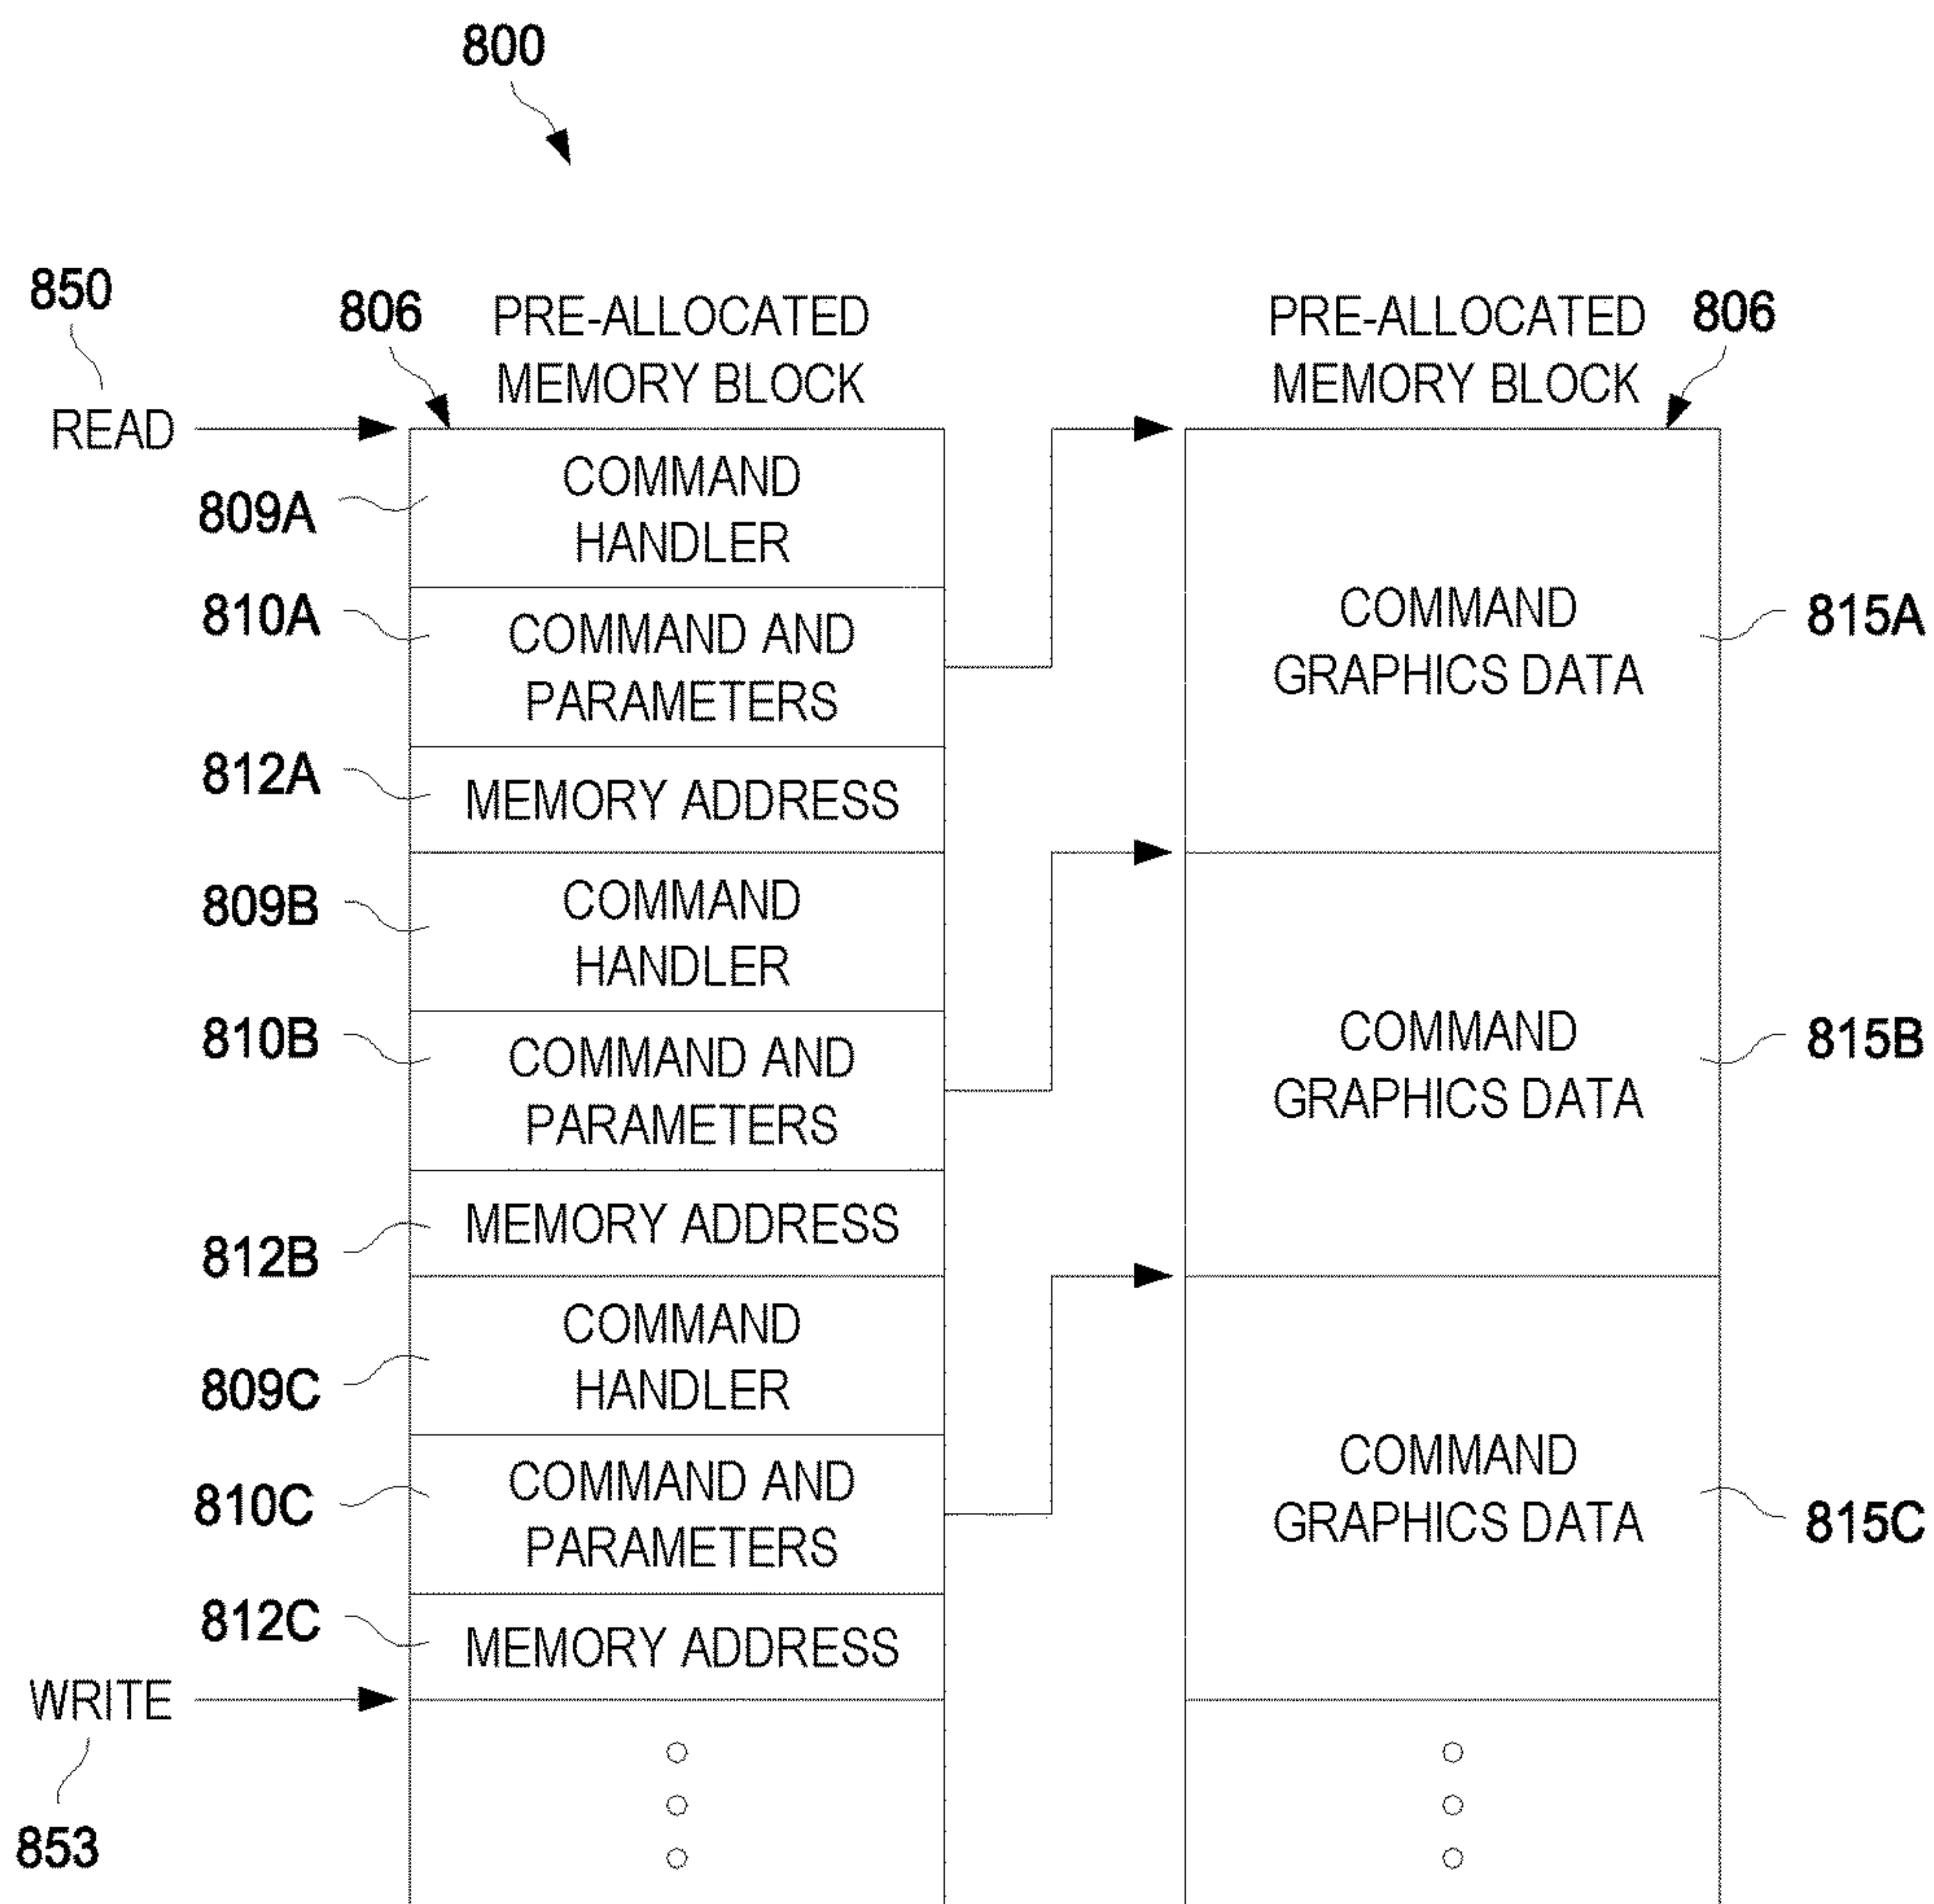 800
850
806
PRE-ALLOCATED
MEMORY BLOCK
PRE-ALLOCATED
MEMORY BLOCK
806
READ
809A
COMMAND
HANDLER
810A
COMMAND AND
PARAMETERS
812A
MEMORY ADDRESS
809B
COMMAND
HANDLER
810B
COMMAND AND
PARAMETERS
812B
MEMORY ADDRESS
809C
COMMAND
HANDLER
810C
COMMAND AND
PARAMETERS
812C
MEMORY ADDRESS
WRITE
853
COMMAND
GRAPHICS DATA
815A
COMMAND
GRAPHICS DATA
815B
COMMAND
GRAPHICS DATA
815C